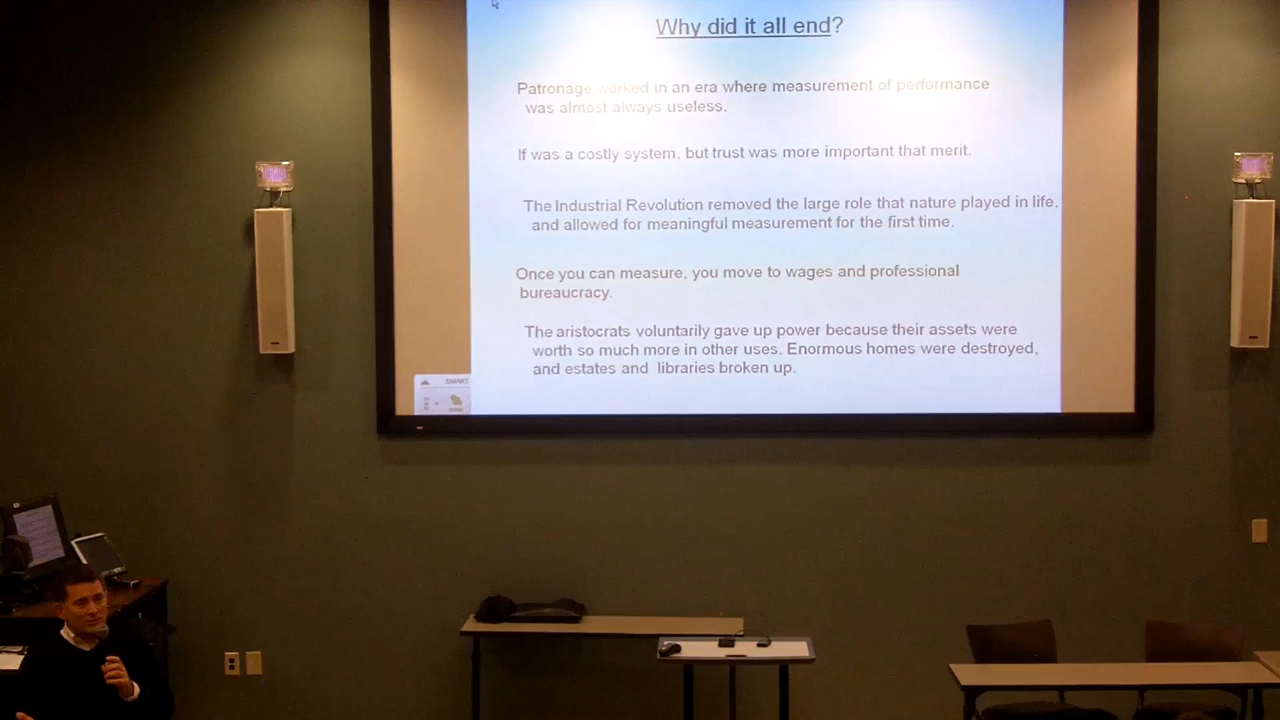 Why did it all end?
Patronage worked in an era where measurement of performance
was almost always useless.
If was a costly system, but trust was more important that merit.
The Industrial Revolution removed the large role that nature played in life,
and allowed for meaningful measurement for the first time.
Once you can measure, you move to wages and professional
bureaucracy.
The aristocrats voluntarily gave up power because their assets were
worth so much more in other uses. Enormous homes were destroyed,
and estates and libraries broken up.
SMART